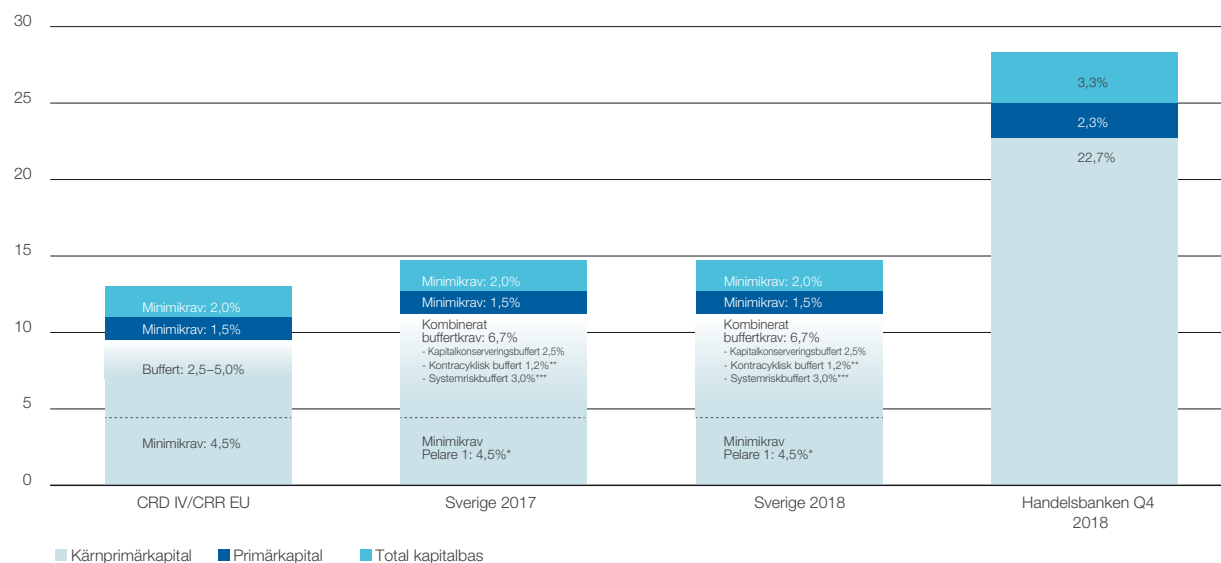 30
25
20
15
10
5
0
Minimikrav: 2,0%
Minimikrav: 1,5%
Buffert: 2,5–5,0%
Minimikrav: 4,5%
Minimikrav: 2,0%
Minimikrav: 1,5%
Kombinerat
buffertkrav: 6,7%
- Kapitalkonserveringsbuffert 2,5%
- Kontracyklisk buffert 1,2%**
- Systemriskbuffert 3,0%***
Minimikrav
Pelare 1: 4,5%*
Minimikrav: 2,0%
Minimikrav: 1,5%
Kombinerat
buffertkrav: 6,7%
- Kapitalkonserveringsbuffert 2,5%
- Kontracyklisk buffert 1,2%**
- Systemriskbuffert 3,0%***
Minimikrav
Pelare 1: 4,5%*
3,3%
2,3%
22,7%
CRD IV/CRR EU
Sverige 2017
Sverige 2018
Handelsbanken Q4
2018
Kärnprimärkapital
Primärkapital
Total kapitalbas